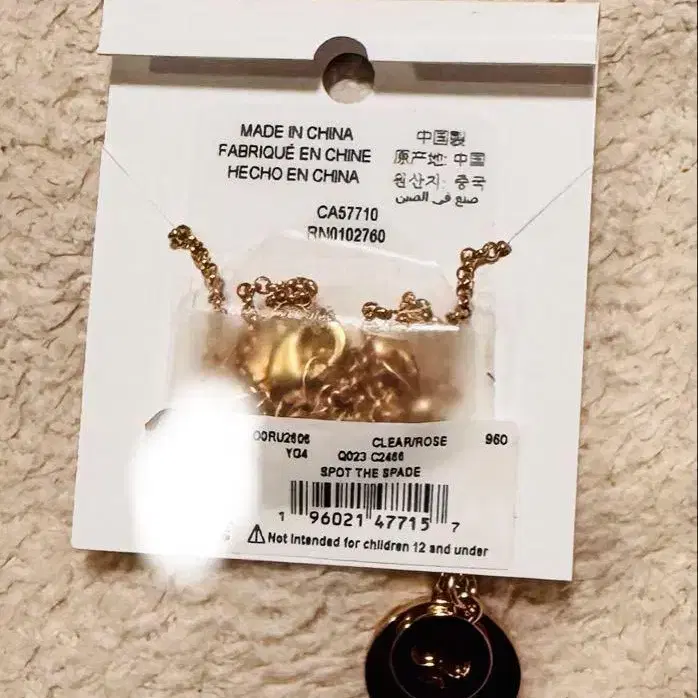 MADE IN CHINA
FABRIQUÉ EN CHINE
HECHO EN CHINA
中国製
原产地: 中国
원산지: 중국
صنع في الصين
CA57710
RN0102760
O0RU2606 CLEAR/ROSE 960
YG4 Q023 C2466
SPOT THE SPADE
1 96021 47715 7
Not intended for children 12 and under